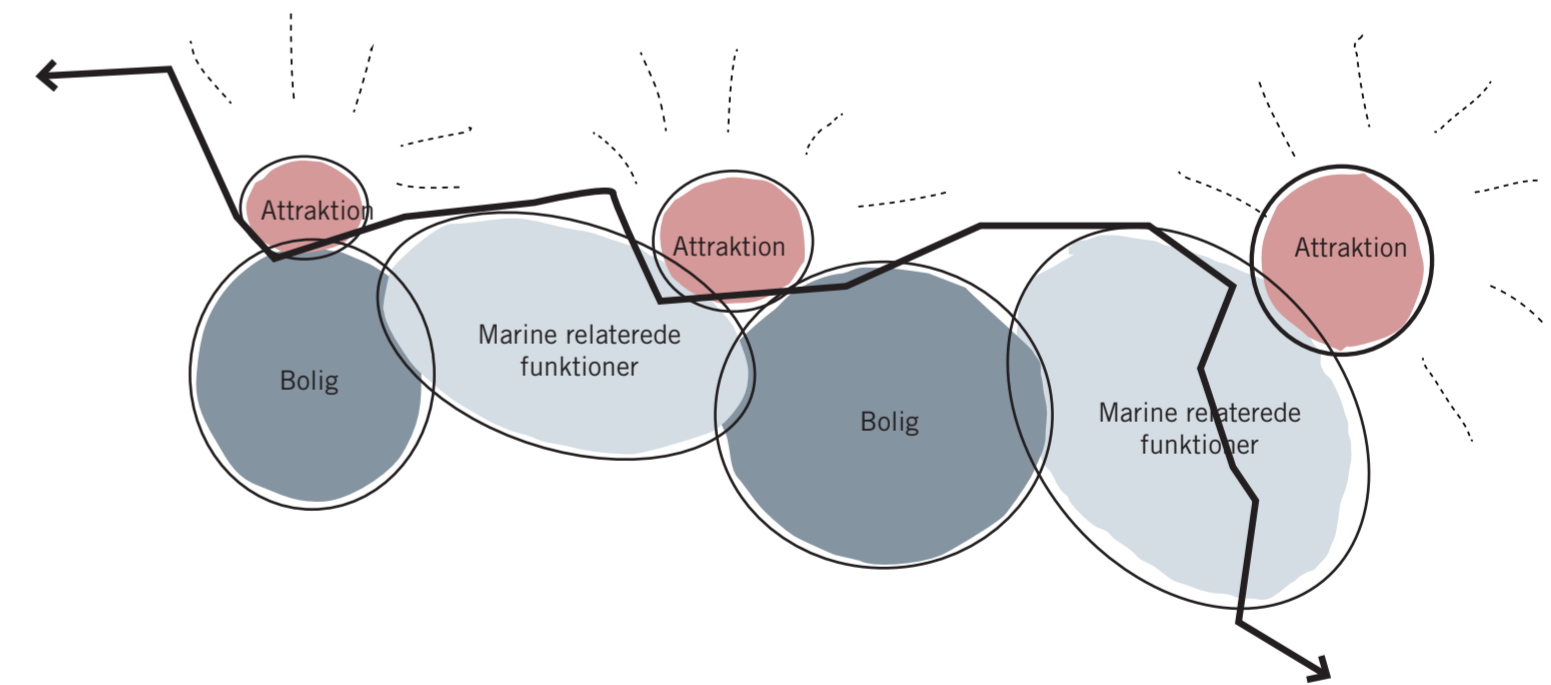 Attraktion
Attraktion
Attraktion
Marine relaterede
funktioner
Bolig
Bolig
Marine relaterede
funktioner